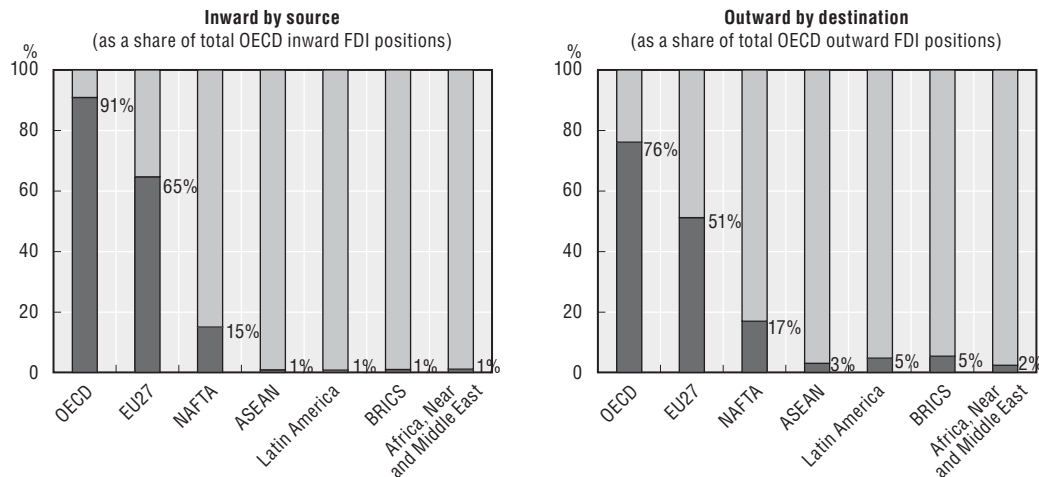 Inward by source
(as a share of total OECD inward FDI positions)
%
100
80
60
40
20
0
91%
65%
15%
1%
1%
1%
1%
OECD
EU27
NAFTA
ASEAN
Latin America
BRICS
Africa, Near
and Middle East
Outward by destination
(as a share of total OECD outward FDI positions)
%
100
80
60
40
20
0
76%
51%
17%
3%
5%
5%
2%
OECD
EU27
NAFTA
ASEAN
Latin America
BRICS
Africa, Near
and Middle East